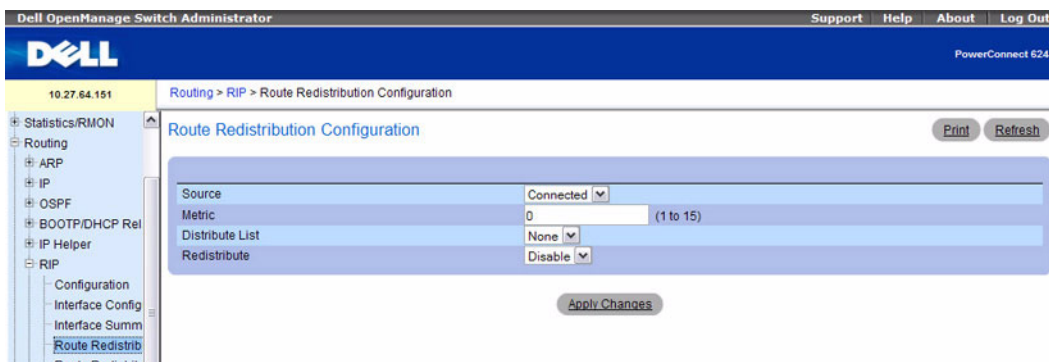 Dell OpenManage Switch Administrator
Support Help About Log Out
DELL
PowerConnect 624
10.27.64.151
Routing > RIP > Route Redistribution Configuration
Statistics/RMON
Routing
ARP
IP
OSPF
BOOTP/DHCP Rel
IP Helper
RIP
Configuration
Interface Config
Interface Summ
Route Redistrib
Route Redistribution Configuration
Print Refresh
Source Connected
Metric 0 (1 to 15)
Distribute List None
Redistribute Disable
Apply Changes